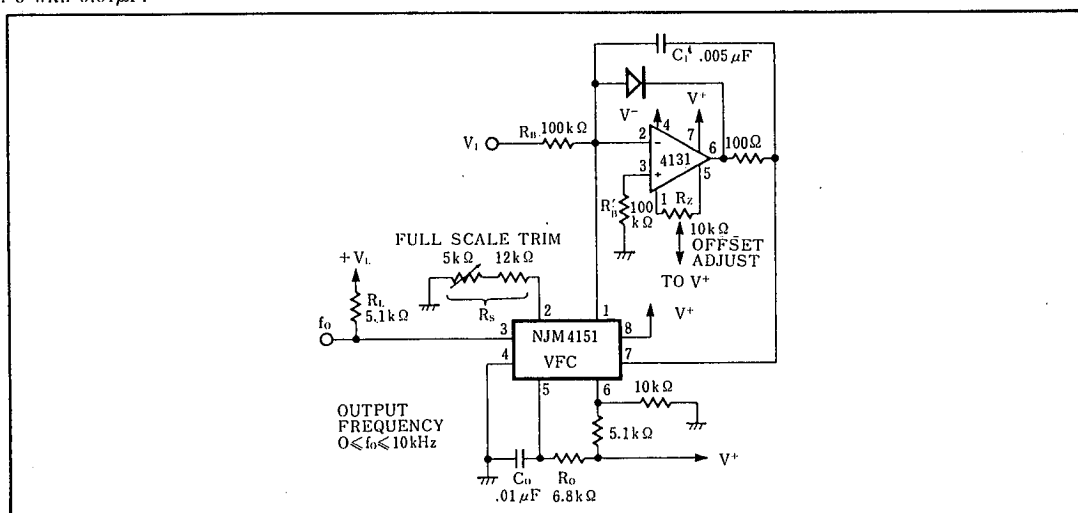 C₁ .005μF
V⁻
V⁺
V₁
R_B 100kΩ
2
4
7
6
100Ω
4131
3
5
1
R_Z
R'_B
100
kΩ
10kΩ
OFFSET
ADJUST
TO V⁺
FULL SCALE TRIM
5kΩ 12kΩ
R_S
+V_L
R_L
5.1kΩ
f₀
2
1
3
NJM4151
8
V⁺
4
VFC
7
5
6
10kΩ
OUTPUT
FREQUENCY
0≤f₀≤10kHz
5.1kΩ
V⁺
C₀
R₀
.01μF 6.8kΩ